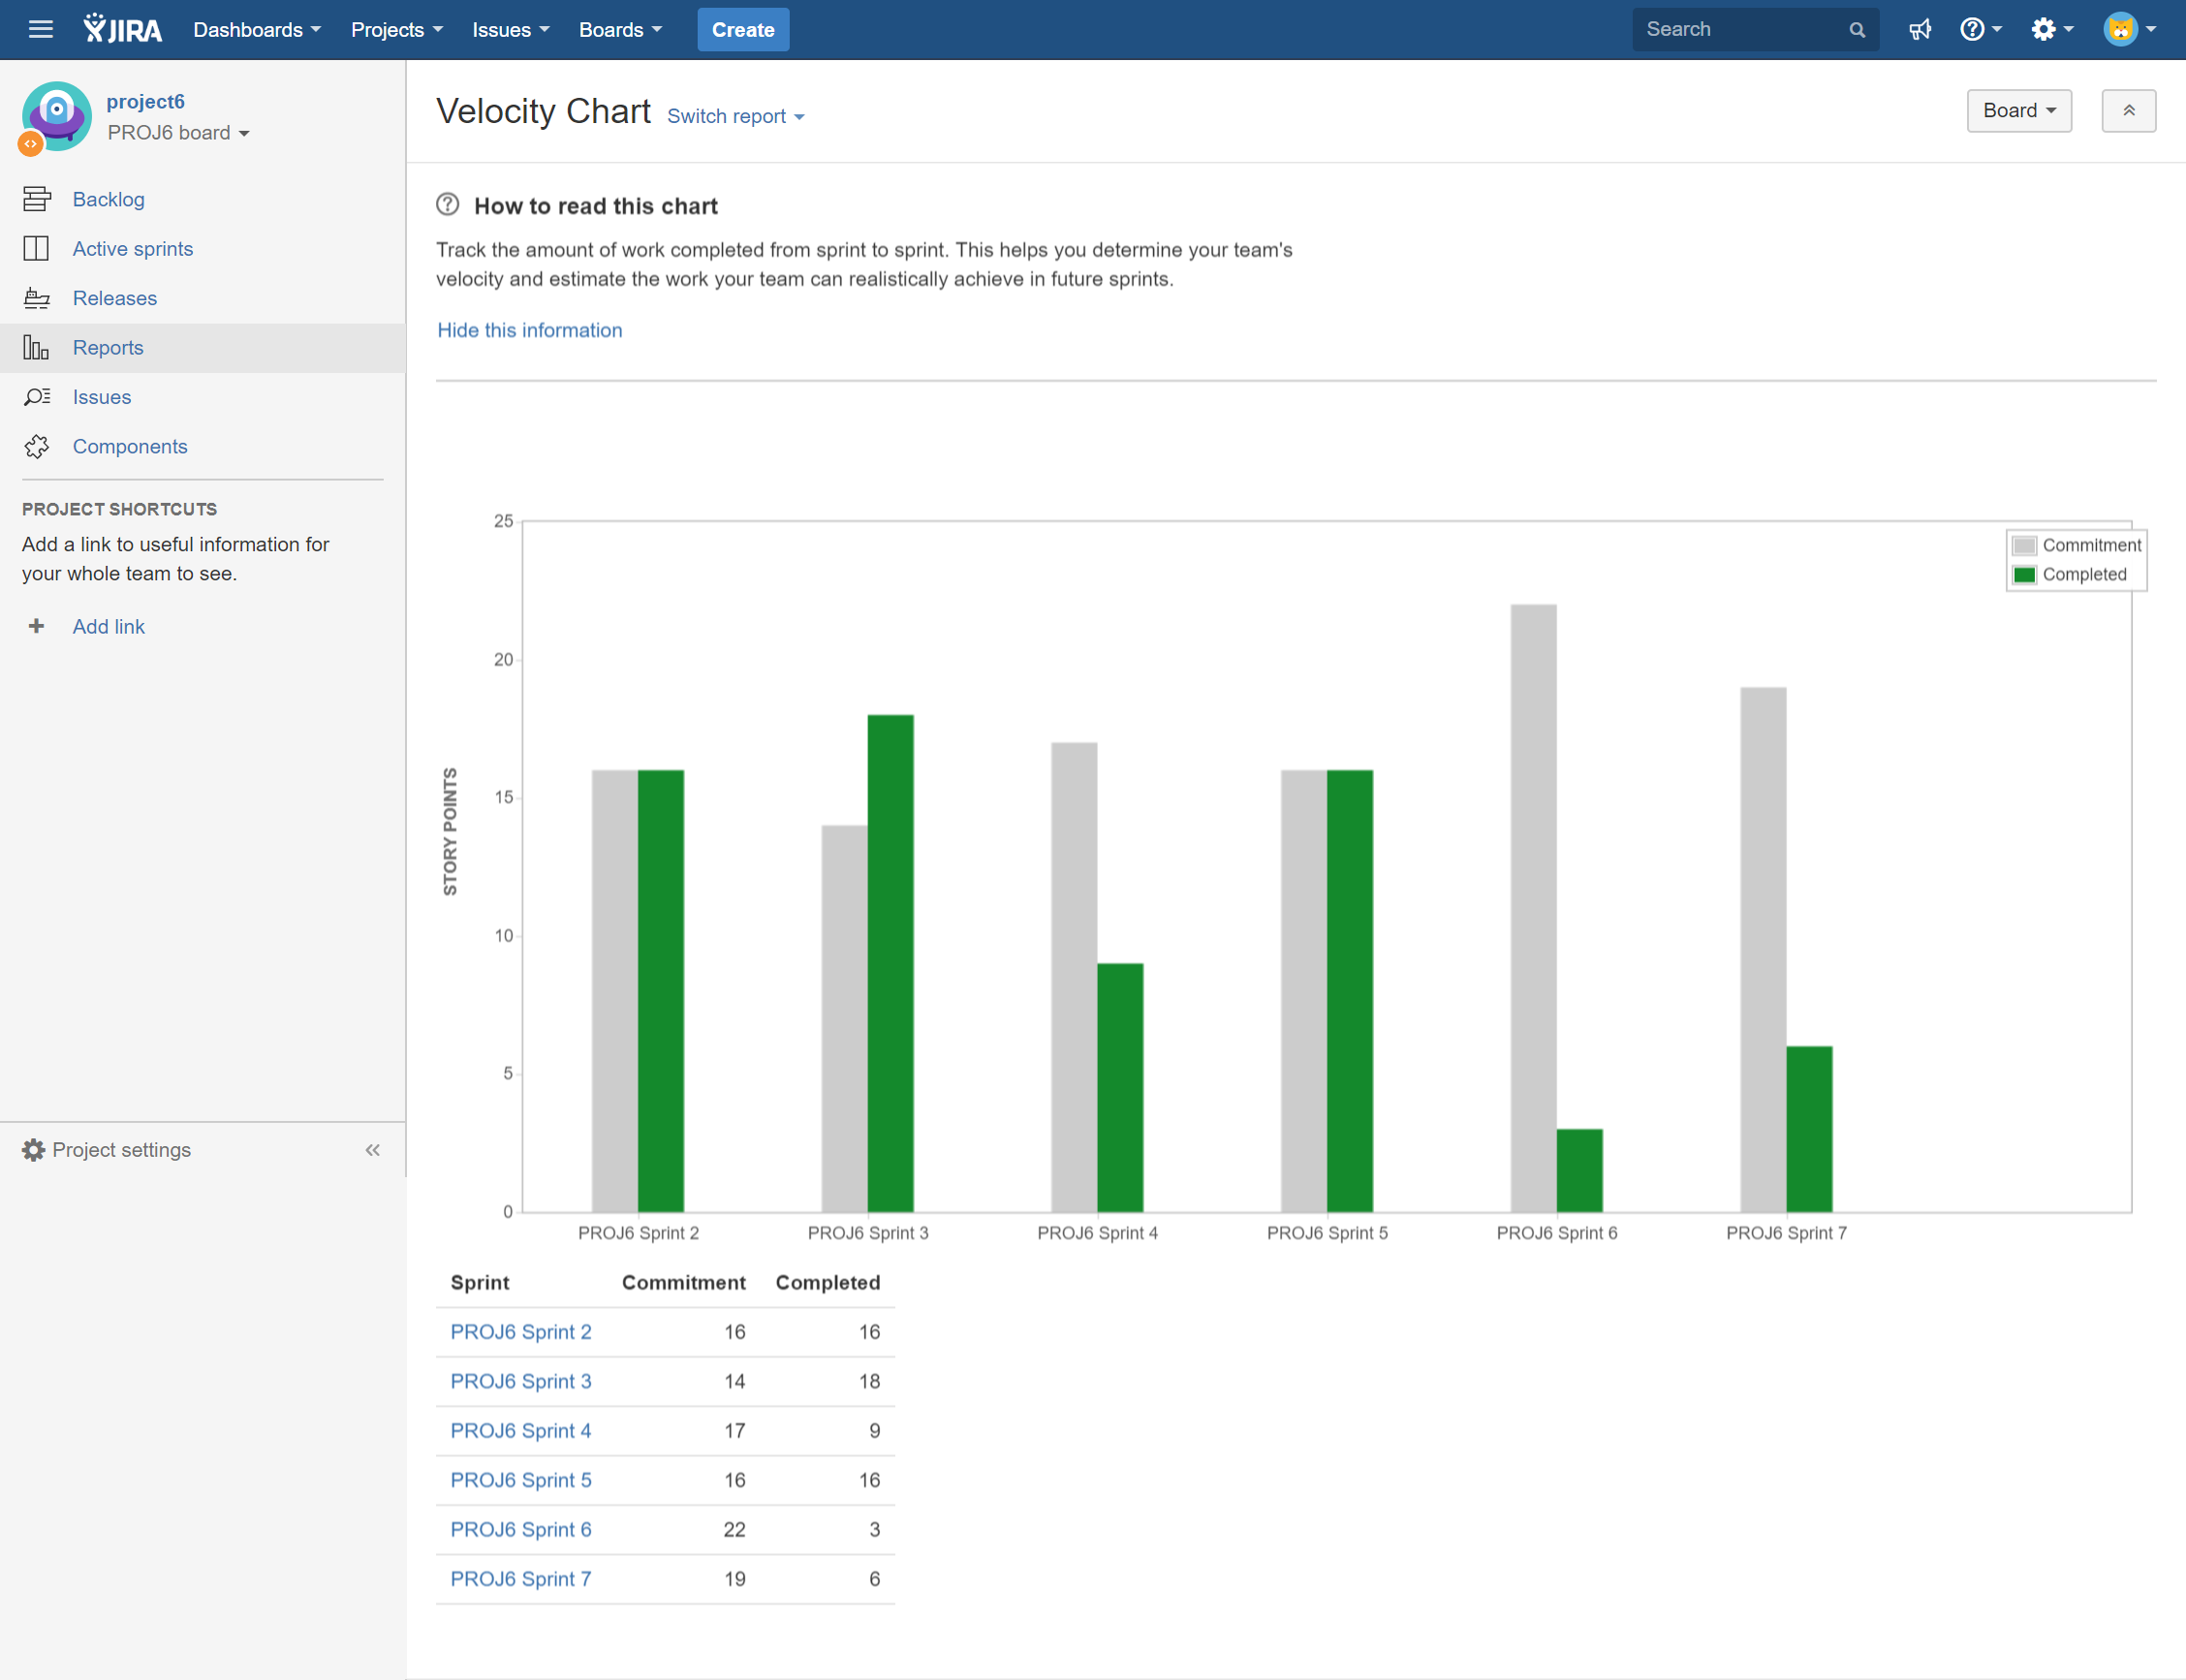 JIRA Dashboards Projects Issues Boards Create Search
project6
PROJ6 board
Backlog
Active sprints
Releases
Reports
Issues
Components
PROJECT SHORTCUTS
Add a link to useful information for
your whole team to see.
Add link
Project settings
Velocity Chart Switch report Board
How to read this chart
Track the amount of work completed from sprint to sprint. This helps you determine your team's
velocity and estimate the work your team can realistically achieve in future sprints.
Hide this information
STORY POINTS
25
20
15
10
5
0
Commitment
Completed
PROJ6 Sprint 2 PROJ6 Sprint 3 PROJ6 Sprint 4 PROJ6 Sprint 5 PROJ6 Sprint 6 PROJ6 Sprint 7
Sprint Commitment Completed
PROJ6 Sprint 2 16 16
PROJ6 Sprint 3 14 18
PROJ6 Sprint 4 17 9
PROJ6 Sprint 5 16 16
PROJ6 Sprint 6 22 3
PROJ6 Sprint 7 19 6